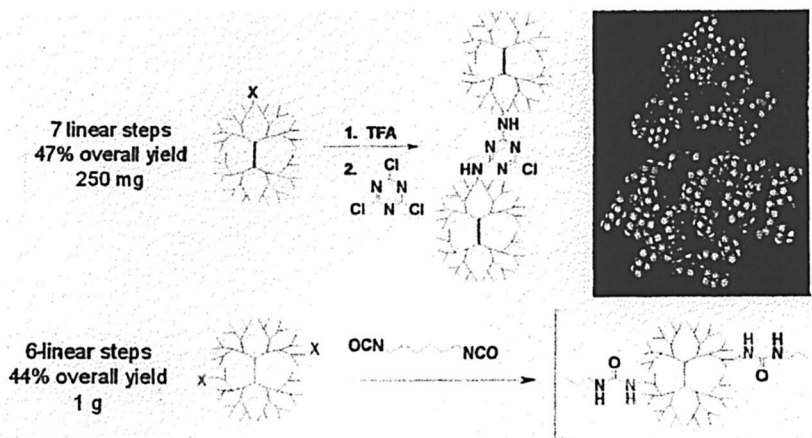 X
7 linear steps
47% overall yield
250 mg
1. TFA
2.
Cl
N N
N
Cl Cl
NH
N N
HN N Cl
6-linear steps
44% overall yield
1 g
X
X
OCN NCO
O
N N
H H
H H
N N
O